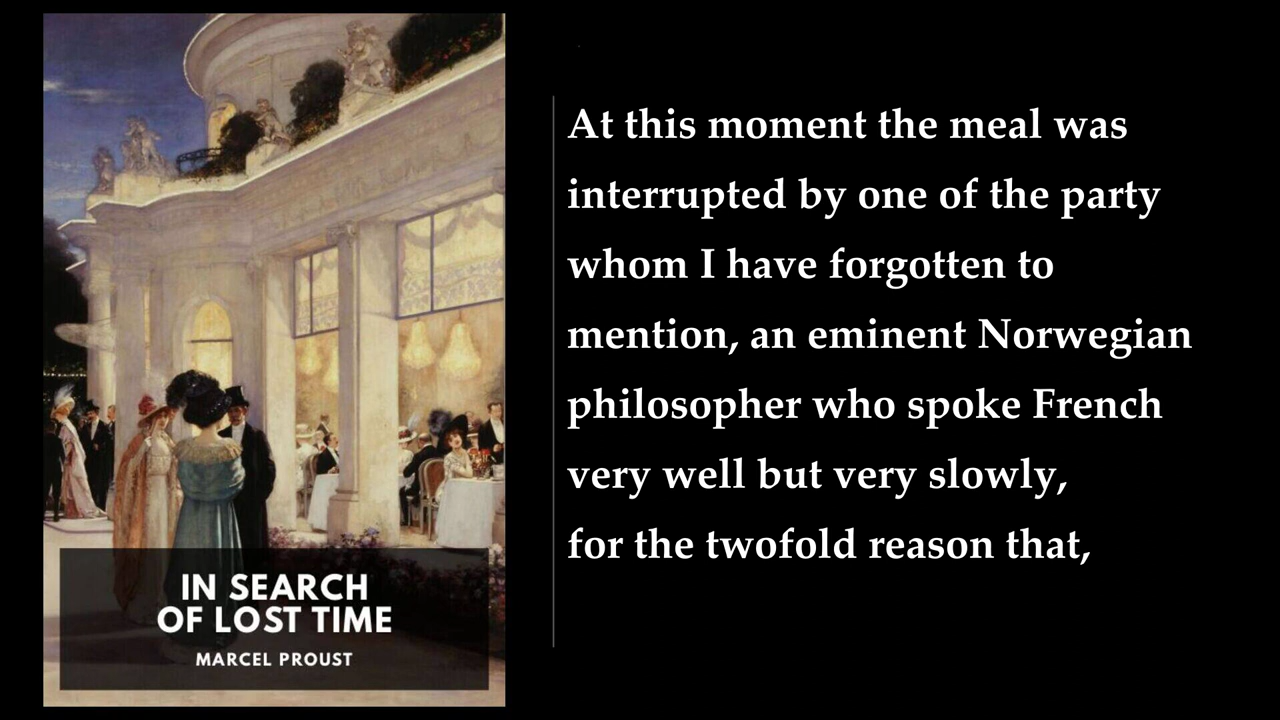 IN SEARCH
OF LOST TIME
MARCEL PROUST
At this moment the meal was
interrupted by one of the party
whom I have forgotten to
mention, an eminent Norwegian
philosopher who spoke French
very well but very slowly,
for the twofold reason that,